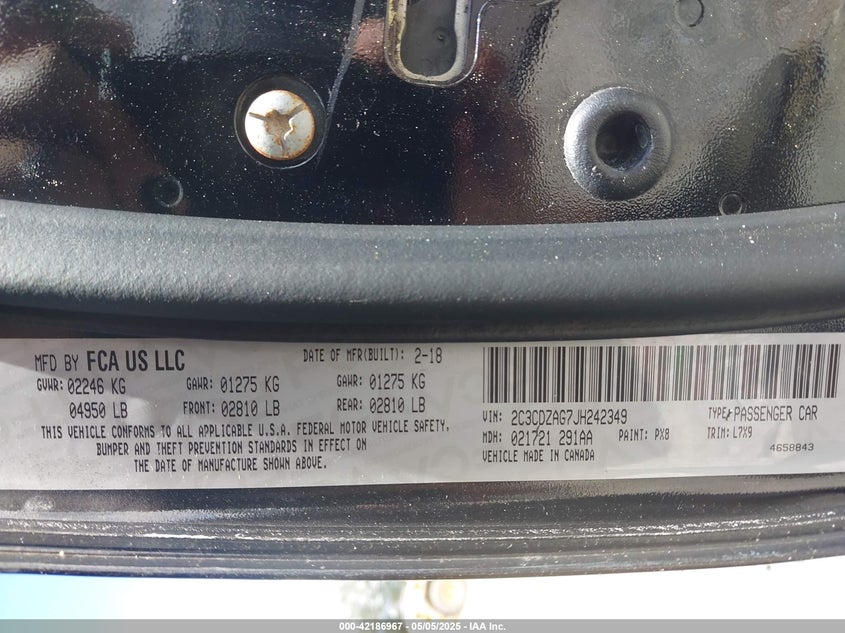 MFD BY FCA US LLC
DATE OF MFR(BUILT): 2-18
GVWR: 02246 KG GAWR: 01275 KG GAWR: 01275 KG
04950 LB FRONT: 02810 LB REAR: 02810 LB
THIS VEHICLE CONFORMS TO ALL APPLICABLE U.S.A. FEDERAL MOTOR VEHICLE SAFETY,
BUMPER AND THEFT PREVENTION STANDARDS IN EFFECT ON
THE DATE OF MANUFACTURE SHOWN ABOVE.
VIN: 2C3CDZAG7JH242349 TYPE: PASSENGER CAR
MDH: 021721 291AA PAINT: PX8 TRIM: L7X9
VEHICLE MADE IN CANADA 4658843
000-42186967 - 05/05/2025 - IAA Inc.